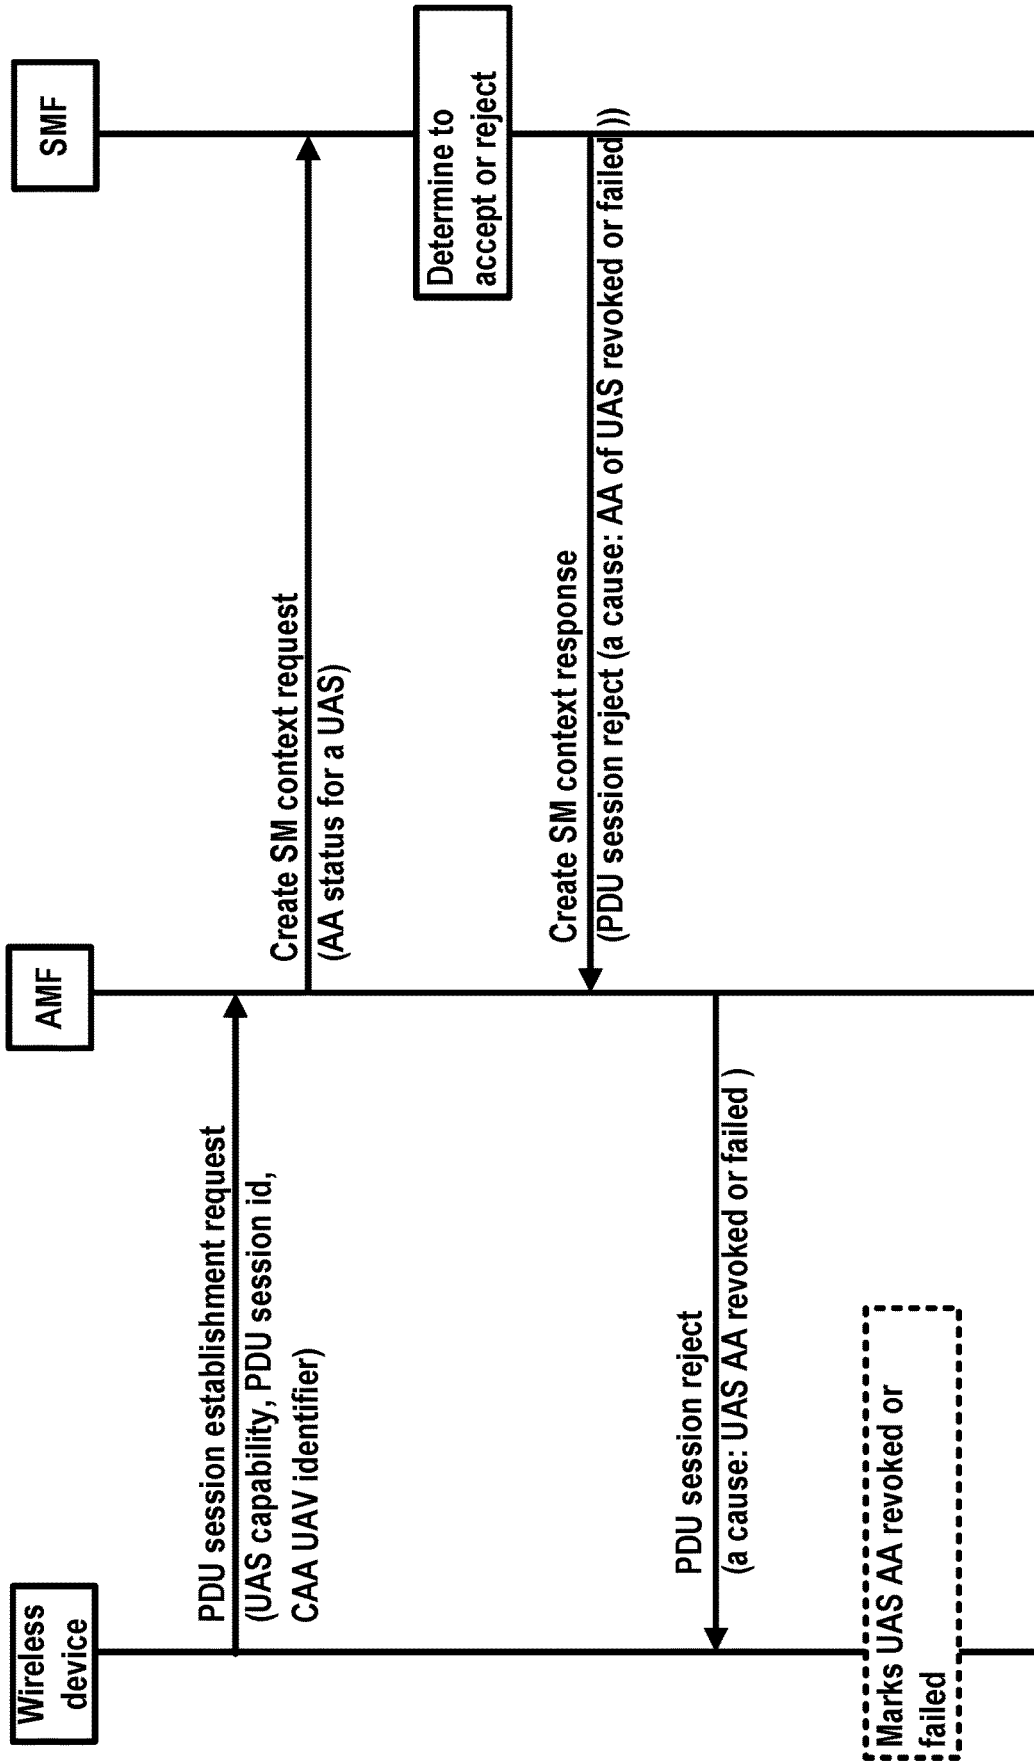 Wireless
device
AMF
SMF
PDU session establishment request
(UAS capability, PDU session id,
CAA UAV identifier)
Create SM context request
(AA status for a UAS)
Determine to
accept or reject
Create SM context response
(PDU session reject (a cause: AA of UAS revoked or failed ))
PDU session reject
(a cause: UAS AA revoked or failed )
Marks UAS AA revoked or
failed